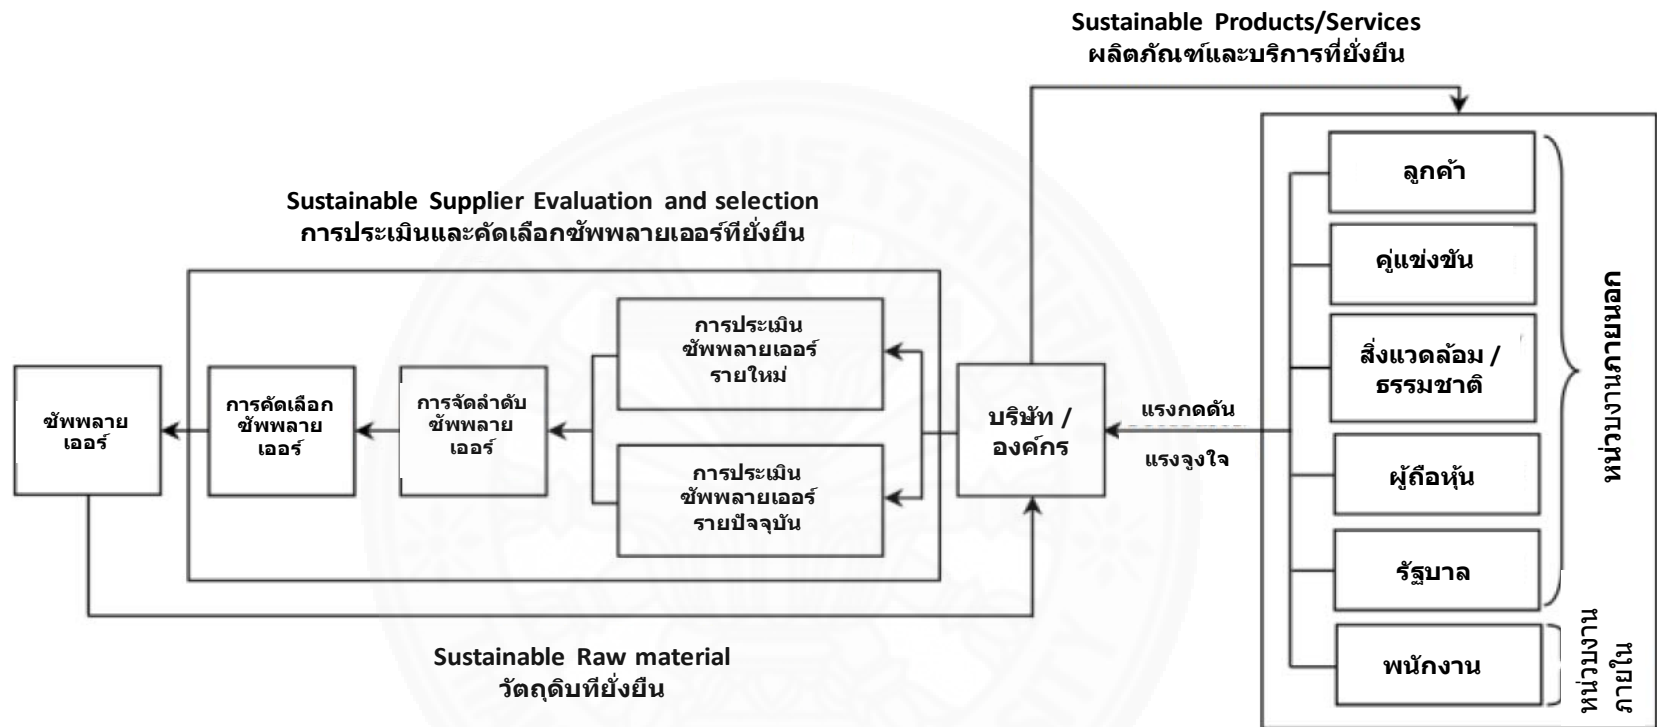 Sustainable Products/Services
ผลิตภัณฑ์และบริการที่ยั่งยืน
Sustainable Supplier Evaluation and selection
การประเมินและคัดเลือกซัพพลายเออร์ทียั่งยืน
ซัพพลาย
เออร์
การคัดเลือก
ซัพพลาย
เออร์
การจัดลำดับ
ซัพพลาย
เออร์
การประเมิน
ซัพพลายเออร์
รายใหม่
การประเมิน
ซัพพลายเออร์
รายปัจจุบัน
บริษัท /
องค์กร
แรงกดดัน
แรงจูงใจ
ลูกค้า
คู่แข่งขัน
สิ่งแวดล้อม /
ธรรมชาติ
ผู้ถือหุ้น
รัฐบาล
พนักงาน
หน่วบงานภายนอก
หน่วบงาน
ภายใน
Sustainable Raw material
วัตถุดิบทียั่งยืน